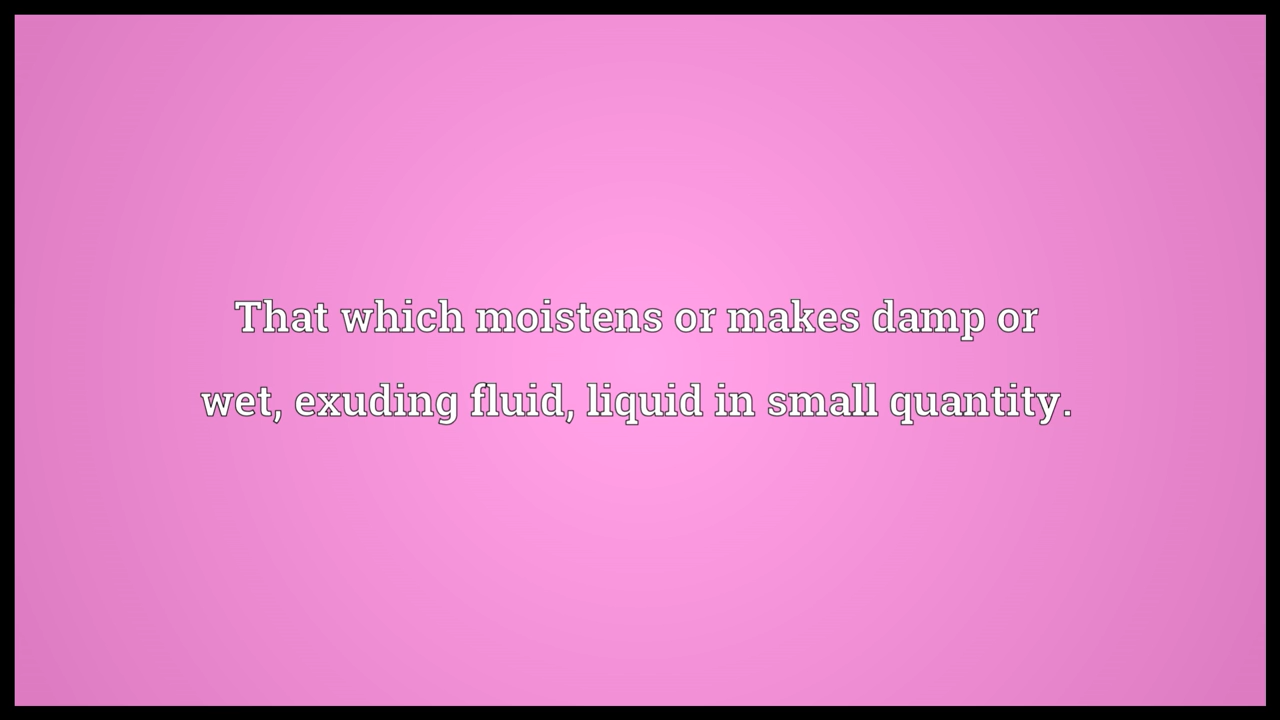 That which moistens or makes damp or
wet, exuding fluid, liquid in small quantity.